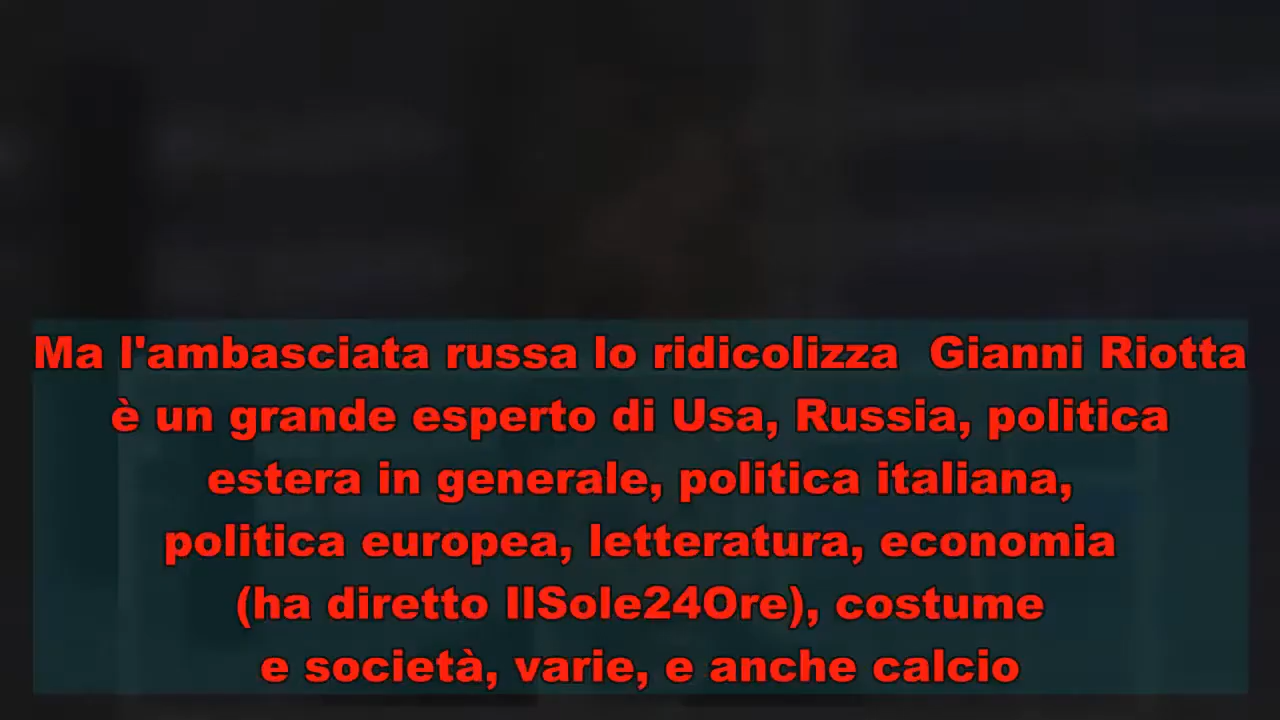 Ma l'ambasciata russa lo ridicolizza  Gianni Riotta
è un grande esperto di Usa, Russia, politica
estera in generale, politica italiana,
politica europea, letteratura, economia
(ha diretto IlSole24Ore), costume
e società, varie, e anche calcio